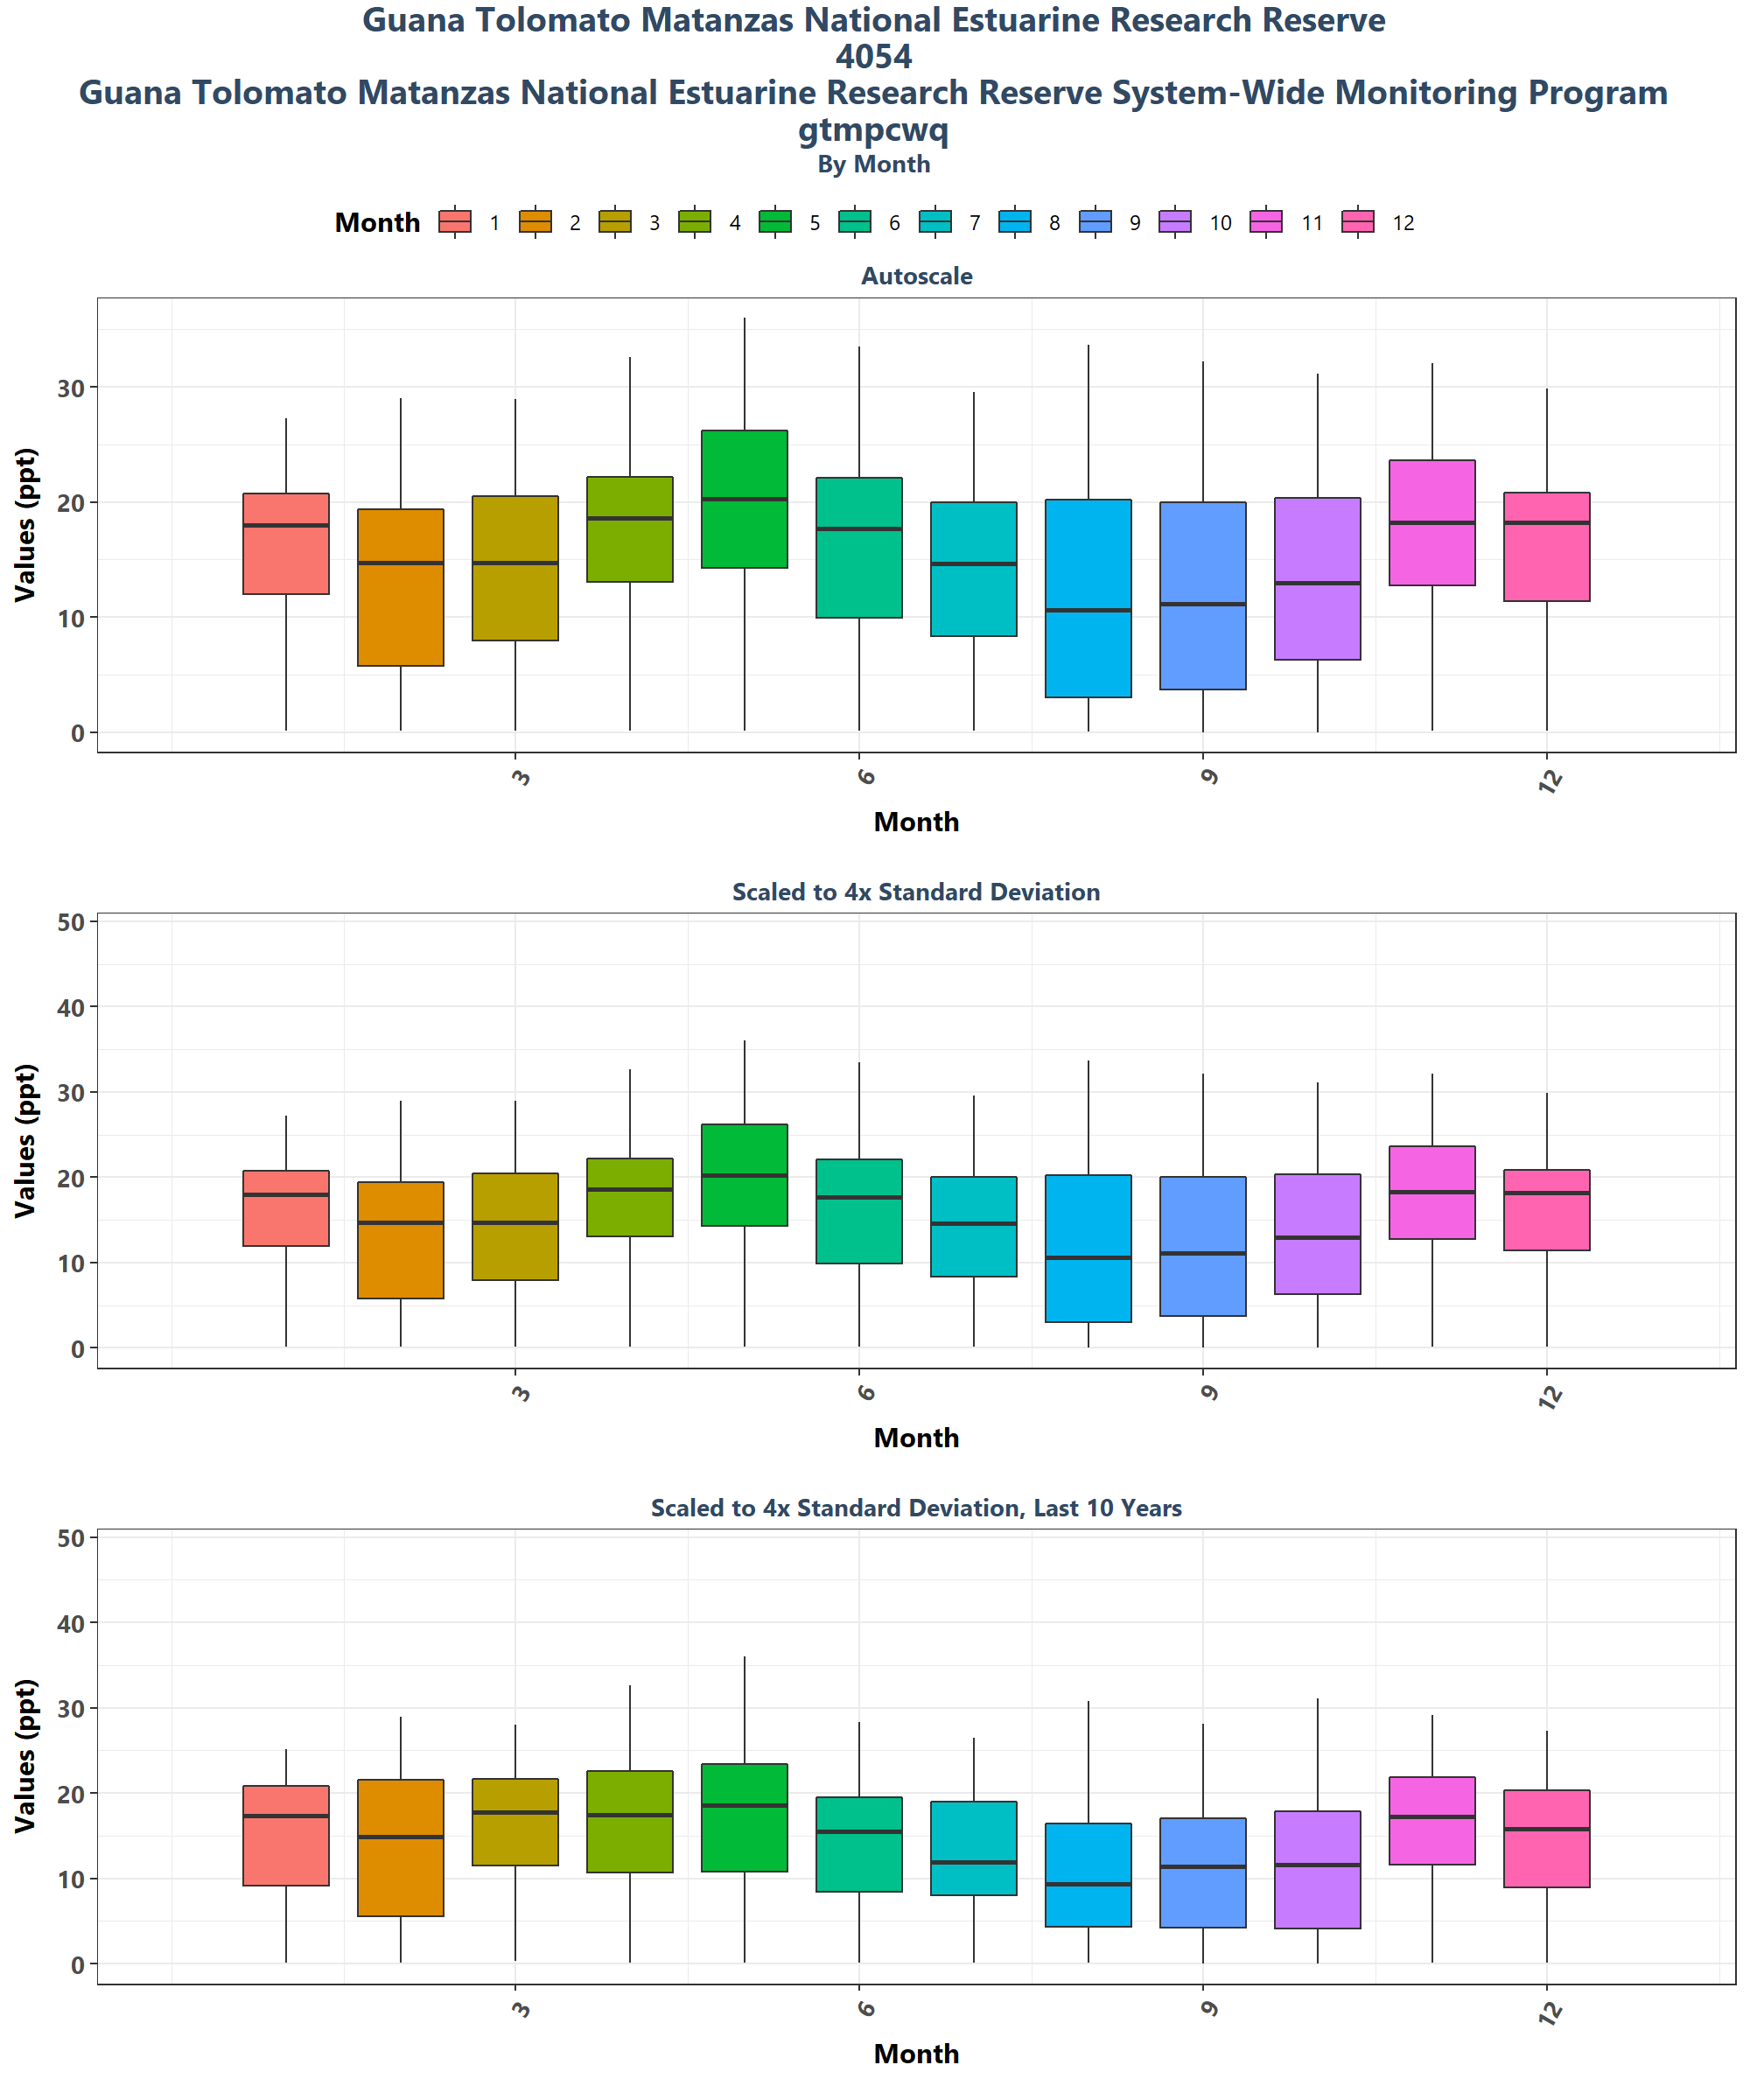 Guana Tolomato Matanzas National Estuarine Research Reserve
4054
Guana Tolomato Matanzas National Estuarine Research Reserve System-Wide Monitoring Program
gtmpcwq
By Month
Month 1 2 3 4 5 6 7 8 9 10 11 12
Autoscale
Values (ppt)
30
20
10
0
3 6 9 12
Month
Scaled to 4x Standard Deviation
Values (ppt)
50
40
30
20
10
0
3 6 9 12
Month
Scaled to 4x Standard Deviation, Last 10 Years
Values (ppt)
50
40
30
20
10
0
3 6 9 12
Month